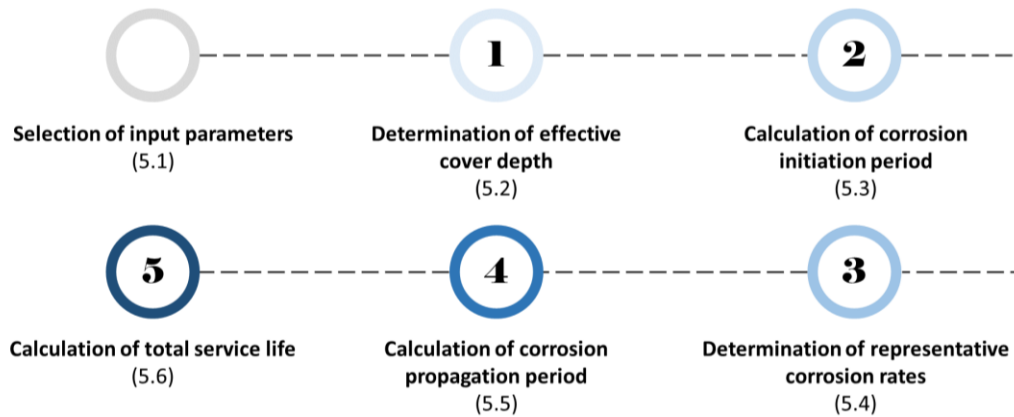 1
2
Selection of input parameters
(5.1)
Determination of effective
cover depth
(5.2)
Calculation of corrosion
initiation period
(5.3)
5
4
3
Calculation of total service life
(5.6)
Calculation of corrosion
propagation period
(5.5)
Determination of representative
corrosion rates
(5.4)